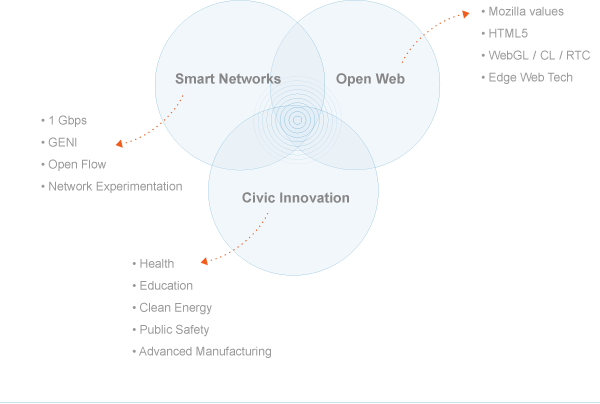 Smart Networks
Open Web
• Mozilla values
• HTML5
• WebGL / CL / RTC
• Edge Web Tech
• 1 Gbps
• GENI
• Open Flow
• Network Experimentation
Civic Innovation
• Health
• Education
• Clean Energy
• Public Safety
• Advanced Manufacturing